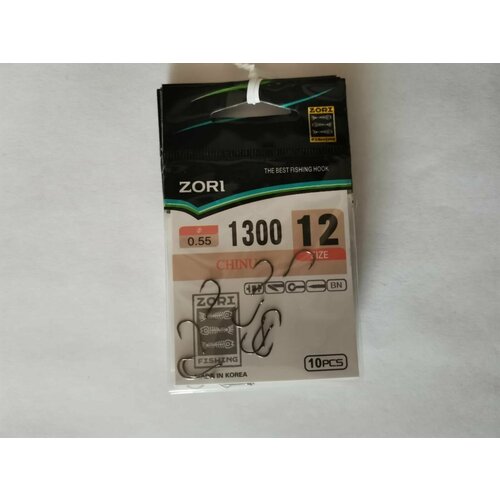 ZORI
FISHING
THE BEST FISHING HOOK
ZORI
0.55
1300
12
SIZE
CHINU
BN
ZORI
FISHING
MADE IN KOREA
10PCS